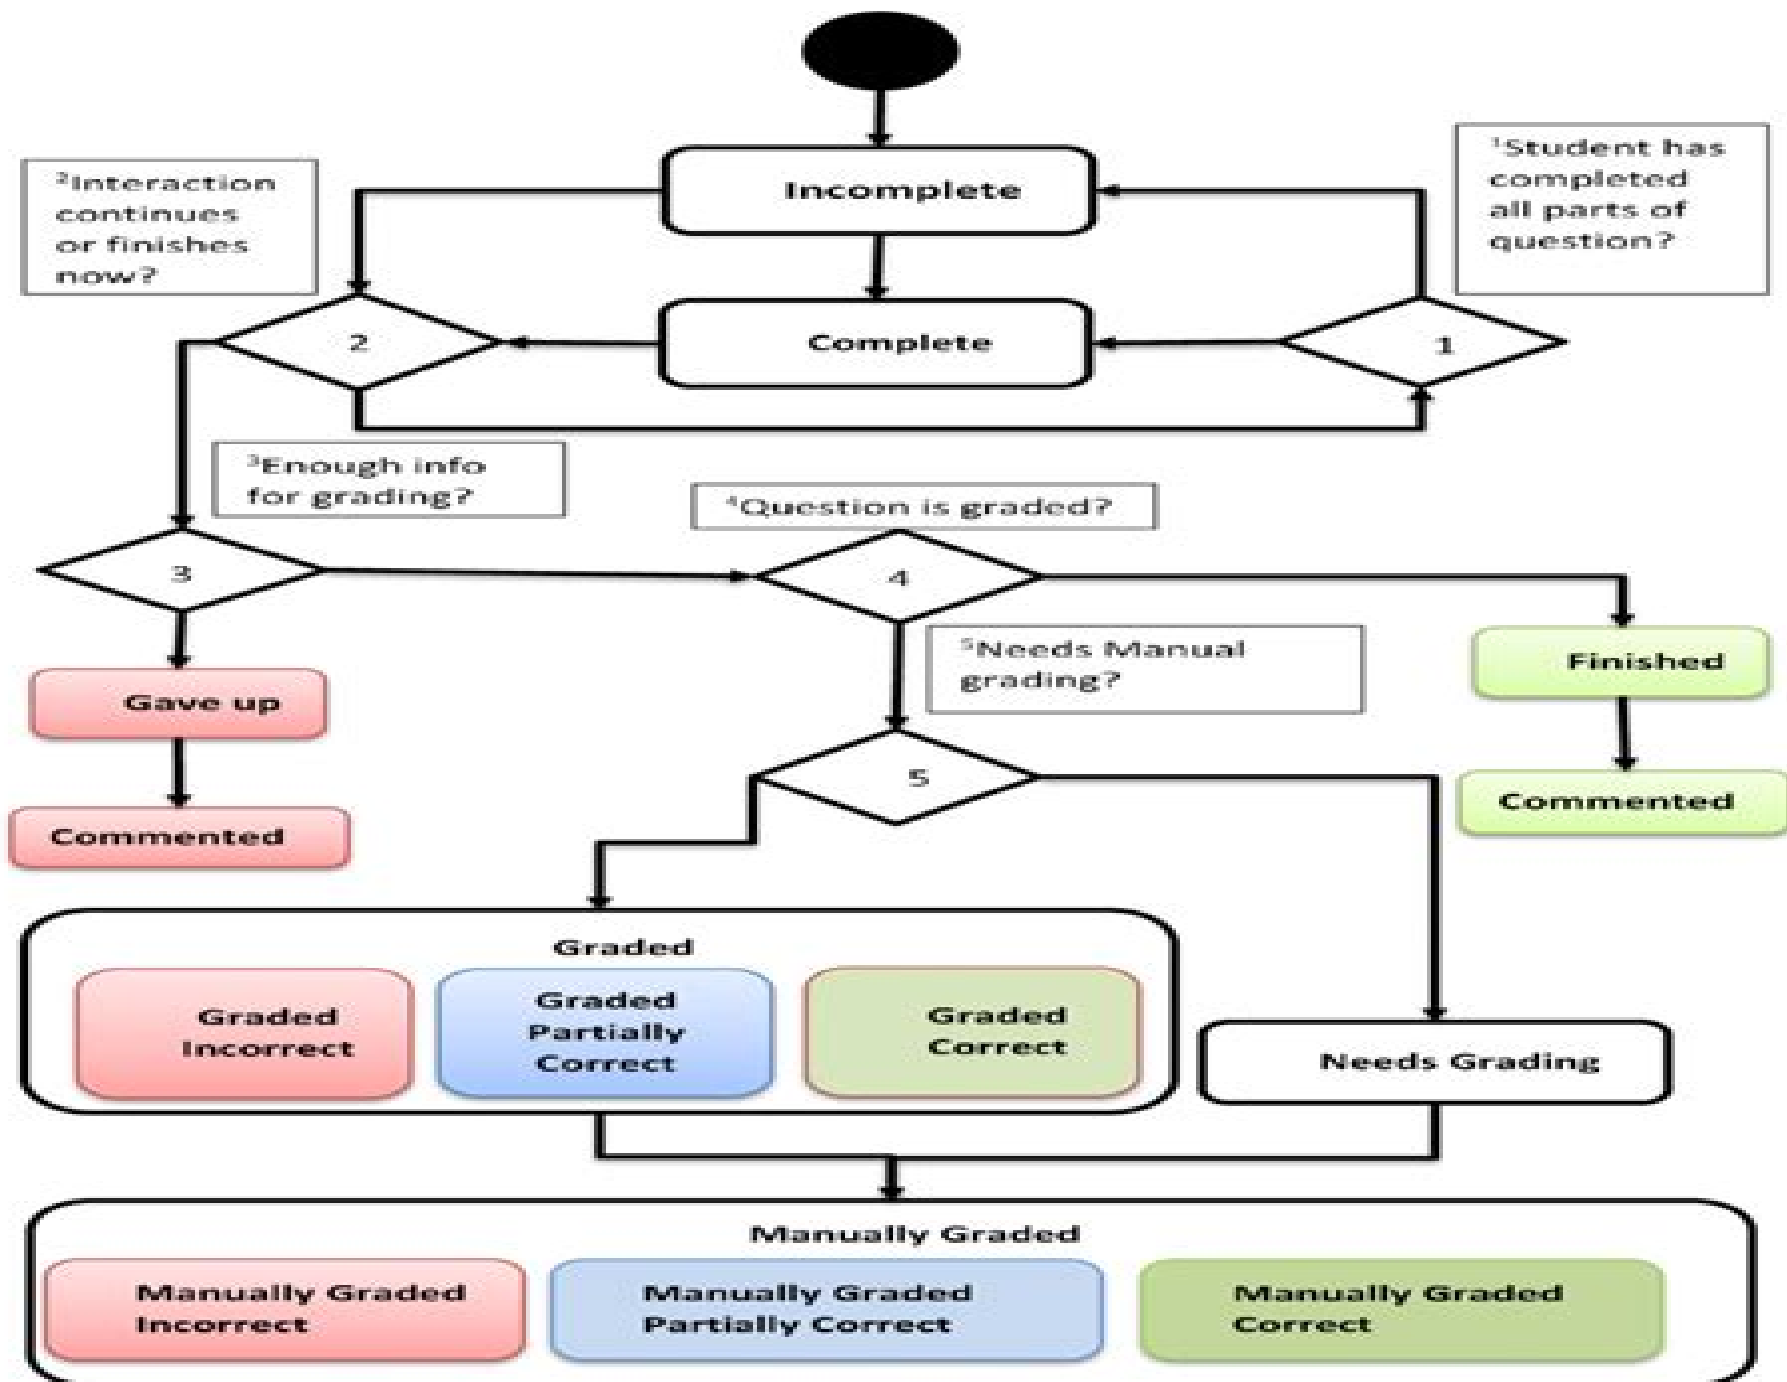 Incomplete
¹Student has
completed
all parts of
question?
²Interaction
continues
or finishes
now?
2
Complete
1
³Enough info
for grading?
⁴Question is graded?
3
4
⁵Needs Manual
grading?
Finished
Gave up
5
Commented
Commented
Graded
Graded
Incorrect
Graded
Partially
Correct
Graded
Correct
Needs Grading
Manually Graded
Manually Graded
Incorrect
Manually Graded
Partially Correct
Manually Graded
Correct